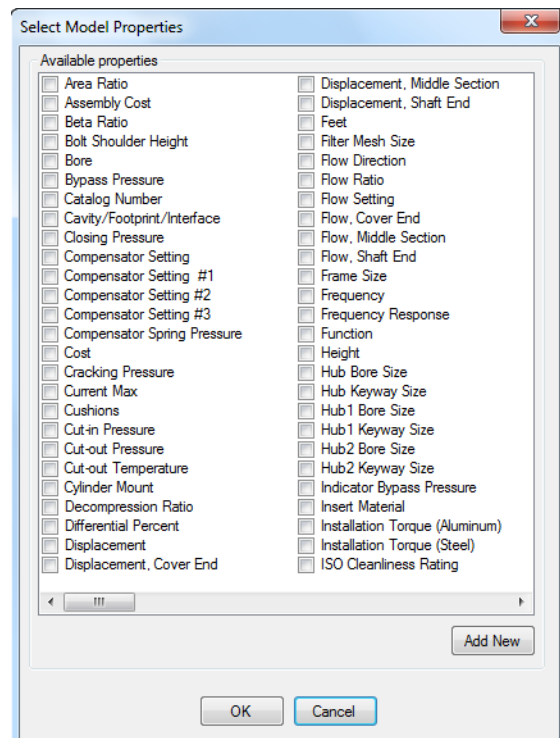 Select Model Properties
Available properties
Area Ratio
Assembly Cost
Beta Ratio
Bolt Shoulder Height
Bore
Bypass Pressure
Catalog Number
Cavity/Footprint/Interface
Closing Pressure
Compensator Setting
Compensator Setting #1
Compensator Setting #2
Compensator Setting #3
Compensator Spring Pressure
Cost
Cracking Pressure
Current Max
Cushions
Cut-in Pressure
Cut-out Pressure
Cut-out Temperature
Cylinder Mount
Decompression Ratio
Differential Percent
Displacement
Displacement, Cover End
Displacement, Middle Section
Displacement, Shaft End
Feet
Filter Mesh Size
Flow Direction
Flow Ratio
Flow Setting
Flow, Cover End
Flow, Middle Section
Flow, Shaft End
Frame Size
Frequency
Frequency Response
Function
Height
Hub Bore Size
Hub Keyway Size
Hub1 Bore Size
Hub1 Keyway Size
Hub2 Bore Size
Hub2 Keyway Size
Indicator Bypass Pressure
Insert Material
Installation Torque (Aluminum)
Installation Torque (Steel)
ISO Cleanliness Rating
Add New
OK
Cancel